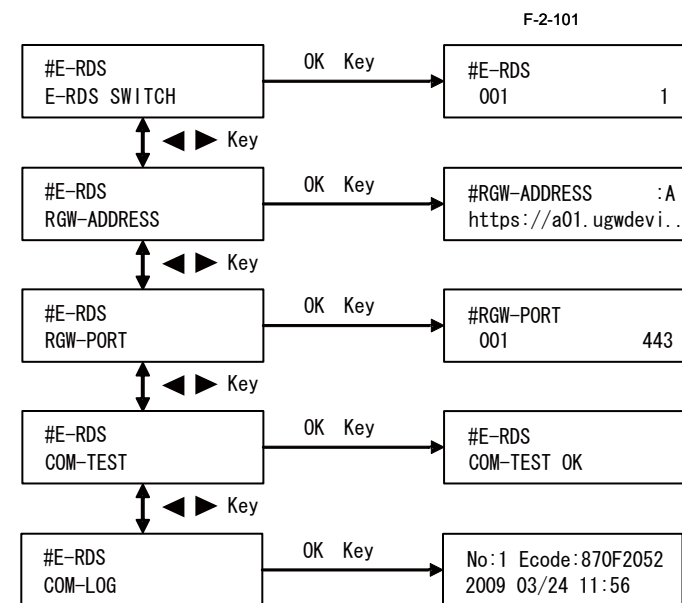 F-2-101
#E-RDS
E-RDS SWITCH
OK Key
#E-RDS
001 1
◀ ▶ Key
#E-RDS
RGW-ADDRESS
OK Key
#RGW-ADDRESS :A
https://a01.ugwdevi..
◀ ▶ Key
#E-RDS
RGW-PORT
OK Key
#RGW-PORT
001 443
◀ ▶ Key
#E-RDS
COM-TEST
OK Key
#E-RDS
COM-TEST OK
◀ ▶ Key
#E-RDS
COM-LOG
OK Key
No:1 Ecode:870F2052
2009 03/24 11:56